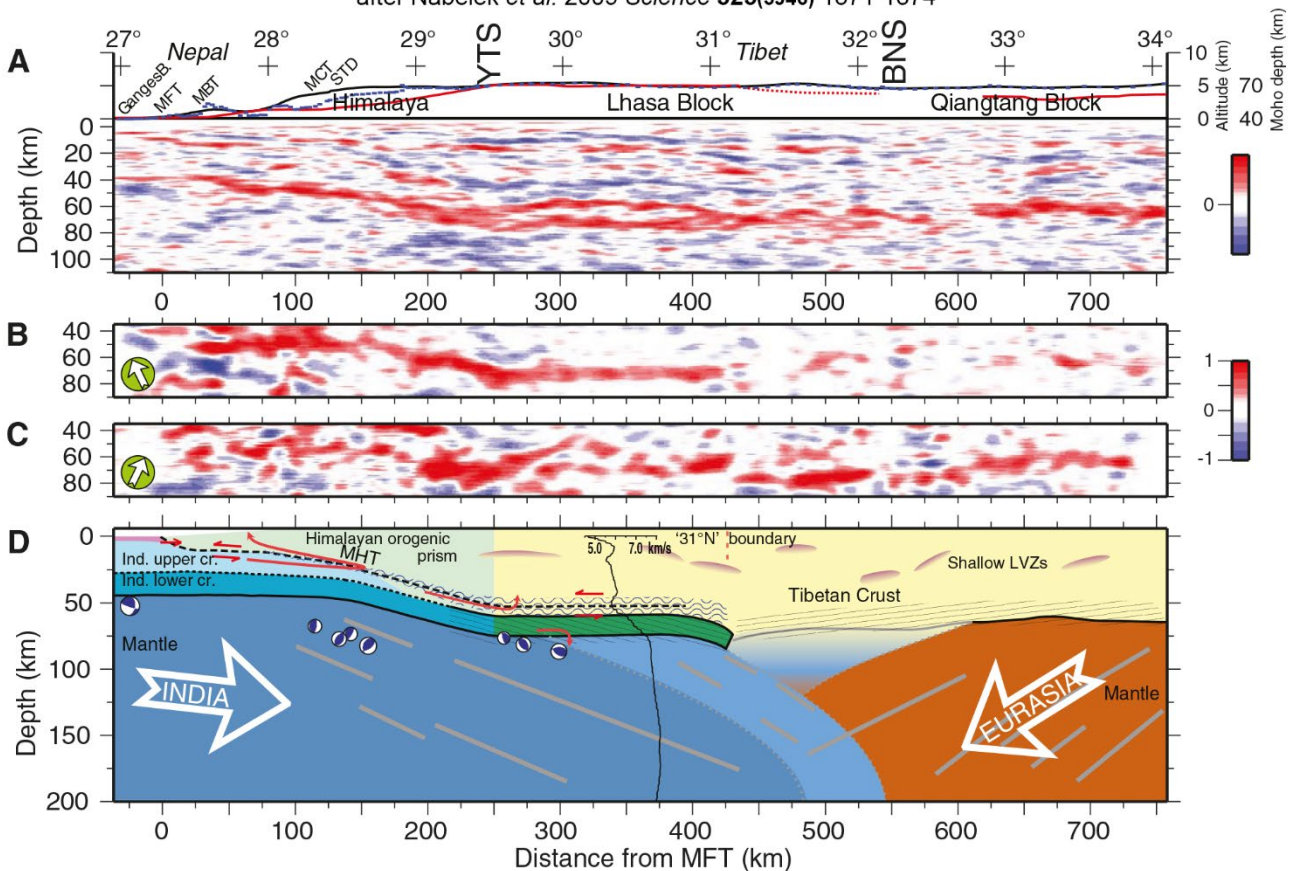 after Nábělek et al. 2009 Science 325(5946) 1371-1374
27° Nepal 28° 29° YTS 30° 31° Tibet 32° BNS 33° 34°
A
GangesB. MFT MBT MCT STD
Himalaya Lhasa Block Qiangtang Block
10
5
0
Altitude (km)
70
40
Moho depth (km)
0
20
40
60
80
100
Depth (km)
0
0 100 200 300 400 500 600 700
B
40
60
80
C
40
60
80
1
0
-1
D
0
50
100
150
200
Depth (km)
Himalayan orogenic
prism
MHT
Ind. upper cr.
Ind. lower cr.
5.0 7.0 km/s
'31°N' boundary
Shallow LVZs
Tibetan Crust
Mantle
INDIA
EURASIA
Mantle
0 100 200 300 400 500 600 700
Distance from MFT (km)